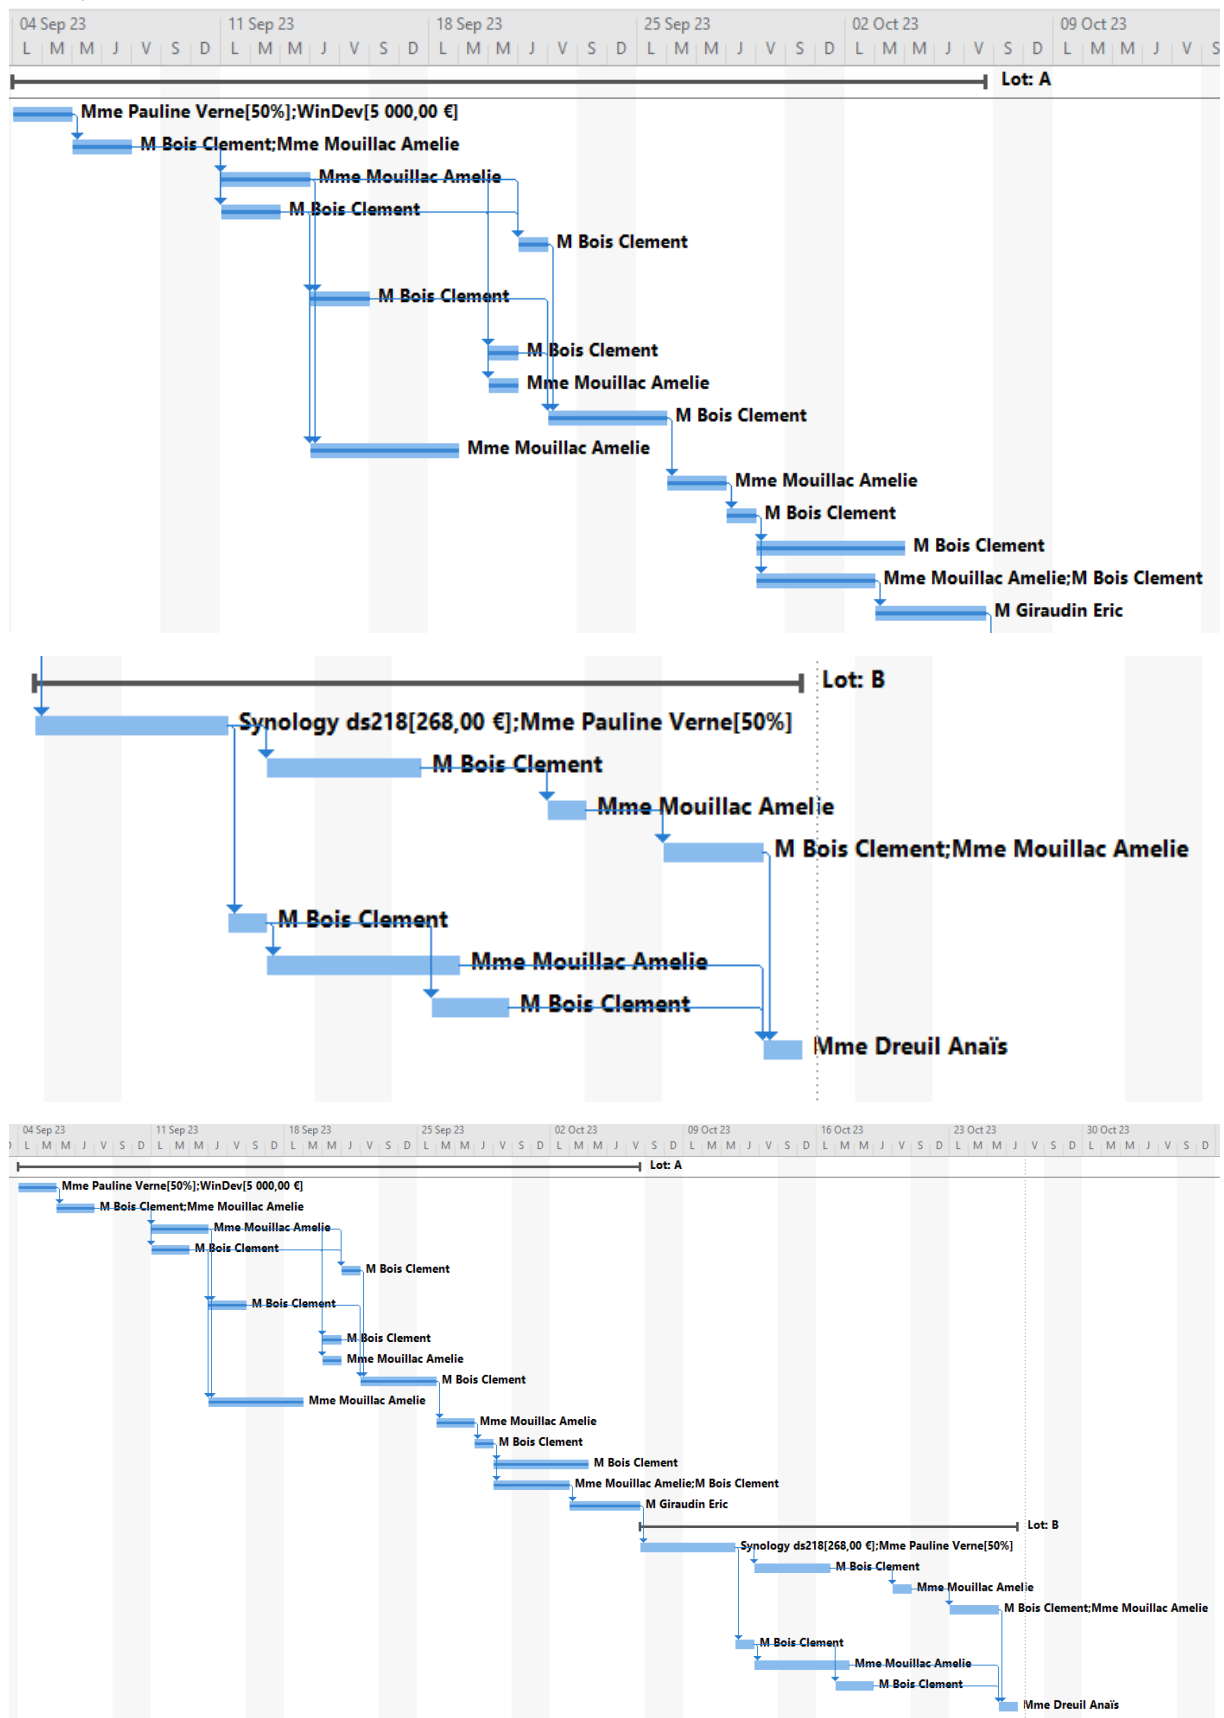 04 Sep 23 11 Sep 23 18 Sep 23 25 Sep 23 02 Oct 23 09 Oct 23
L M M J V S D L M M J V S D L M M J V S D L M M J V S D L M M J V S D L M M J V S
Lot: A
Mme Pauline Verne[50%];WinDev[5 000,00 €]
M Bois Clement;Mme Mouillac Amelie
Mme Mouillac Amelie
M Bois Clement
M Bois Clement
M Bois Clement
M Bois Clement
Mme Mouillac Amelie
M Bois Clement
Mme Mouillac Amelie
Mme Mouillac Amelie
M Bois Clement
M Bois Clement
Mme Mouillac Amelie;M Bois Clement
M Giraudin Eric
Lot: B
Synology ds218[268,00 €];Mme Pauline Verne[50%]
M Bois Clement
Mme Mouillac Amelie
M Bois Clement;Mme Mouillac Amelie
M Bois Clement
Mme Mouillac Amelie
M Bois Clement
Mme Dreuil Anaïs
04 Sep 23 11 Sep 23 18 Sep 23 25 Sep 23 02 Oct 23 09 Oct 23 16 Oct 23 23 Oct 23 30 Oct 23
D L M M J V S D L M M J V S D L M M J V S D L M M J V S D L M M J V S D L M M J V S D L M M J V S D L M M J V S D L M M J V S D
Lot: A
Mme Pauline Verne[50%];WinDev[5 000,00 €]
M Bois Clement;Mme Mouillac Amelie
Mme Mouillac Amelie
M Bois Clement
M Bois Clement
M Bois Clement
M Bois Clement
Mme Mouillac Amelie
M Bois Clement
Mme Mouillac Amelie
Mme Mouillac Amelie
M Bois Clement
M Bois Clement
Mme Mouillac Amelie;M Bois Clement
M Giraudin Eric
Lot: B
Synology ds218[268,00 €];Mme Pauline Verne[50%]
M Bois Clement
Mme Mouillac Amelie
M Bois Clement;Mme Mouillac Amelie
M Bois Clement
Mme Mouillac Amelie
M Bois Clement
Mme Dreuil Anaïs